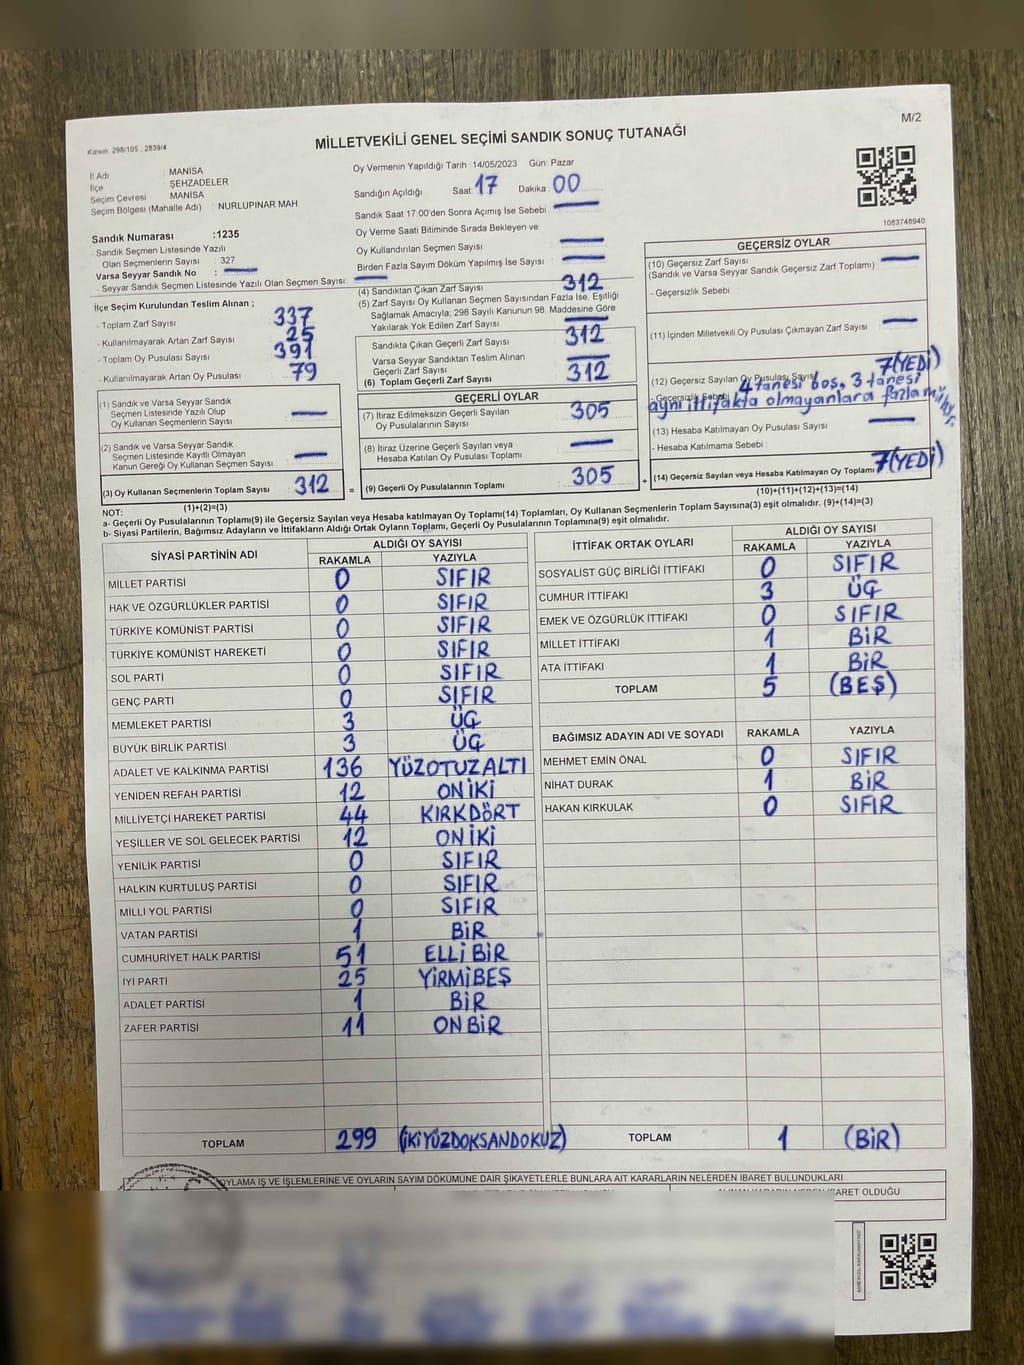 M/2
Kanun: 298/105 , 2839/4
MİLLETVEKİLİ GENEL SEÇİMİ SANDIK SONUÇ TUTANAĞI
İl Adı : MANİSA
İlçe : ŞEHZADELER
Seçim Çevresi : MANİSA
Seçim Bölgesi (Mahalle Adı) : NURLUPINAR MAH
Sandık Numarası :1235
- Sandık Seçmen Listesinde Yazılı
Olan Seçmenlerin Sayısı : 327
Varsa Seyyar Sandık No : —
- Seyyar Sandık Seçmen Listesinde Yazılı Olan Seçmen Sayısı: —
Oy Vermenin Yapıldığı Tarih :14/05/2023 Gün: Pazar
Sandığın Açıldığı Saat: 17 Dakika : 00
Sandık Saat 17:00'den Sonra Açımış İse Sebebi : —
Oy Verme Saati Bitiminde Sırada Bekleyen ve
Oy Kullandırılan Seçmen Sayısı : —
Birden Fazla Sayım Döküm Yapılmış İse Sayısı : —
İlçe Seçim Kurulundan Teslim Alınan ;
- Toplam Zarf Sayısı : 337
- Kullanılmayarak Artan Zarf Sayısı : 25
- Toplam Oy Pusulası Sayısı : 391
- Kullanılmayarak Artan Oy Pusulası : 79
(4) Sandıktan Çıkan Zarf Sayısı : 312
(5) Zarf Sayısı Oy Kullanan Seçmen Sayısından Fazla İse, Eşitliği
Sağlamak Amacıyla; 298 Sayılı Kanunun 98. Maddesine Göre
Yakılarak Yok Edilen Zarf Sayısı : —
Sandıkta Çıkan Geçerli Zarf Sayısı : 312
Varsa Seyyar Sandıktan Teslim Alınan
Geçerli Zarf Sayısı : —
(6) Toplam Geçerli Zarf Sayısı : 312
1083748940
GEÇERSİZ OYLAR
(10) Geçersiz Zarf Sayısı : —
(Sandık ve Varsa Seyyar Sandık Geçersiz Zarf Toplamı)
- Geçersizlik Sebebi :
(11) İçinden Milletvekili Oy Pusulası Çıkmayan Zarf Sayısı : —
(12) Geçersiz Sayılan Oy Pusulası Sayısı : 7(YEDİ)
- Geçersizlik Sebebi : 4 tanesi boş, 3 tanesi
aynı ittifakta olmayanlara fazla mühür.
(13) Hesaba Katılmayan Oy Pusulası Sayısı : —
- Hesaba Katılmama Sebebi :
(14) Geçersiz Sayılan veya Hesaba Katılmayan Oy Toplamı : 7(YEDİ)
(10)+(11)+(12)+(13)=(14)
(1) Sandık ve Varsa Seyyar Sandık
Seçmen Listesinde Yazılı Olup
Oy Kullanan Seçmenlerin Sayısı : —
(2) Sandık ve Varsa Seyyar Sandık
Seçmen Listesinde Kayıtlı Olmayan
Kanun Gereği Oy Kullanan Seçmen Sayısı : —
(3) Oy Kullanan Seçmenlerin Toplam Sayısı : 312 =
(1)+(2)=(3)
GEÇERLİ OYLAR
(7) İtiraz Edilmeksizin Geçerli Sayılan
Oy Pusulalarının Sayısı : 305
(8) İtiraz Üzerine Geçerli Sayılan veya
Hesaba Katılan Oy Pusulası Toplamı : —
(9) Geçerli Oy Pusulalarının Toplamı : 305 +
NOT:
a- Geçerli Oy Pusulalarının Toplamı(9) ile Geçersiz Sayılan veya Hesaba katılmayan Oy Toplamı(14) Toplamları, Oy Kullanan Seçmenlerin Toplam Sayısına(3) eşit olmalıdır. (9)+(14)=(3)
b- Siyasi Partilerin, Bağımsız Adayların ve İttifakların Aldığı Ortak Oyların Toplamı, Geçerli Oy Pusulalarının Toplamına(9) eşit olmalıdır.
SİYASİ PARTİNİN ADI ALDIĞI OY SAYISI
RAKAMLA YAZIYLA
MİLLET PARTİSİ 0 SIFIR
HAK VE ÖZGÜRLÜKLER PARTİSİ 0 SIFIR
TÜRKİYE KOMÜNİST PARTİSİ 0 SIFIR
TÜRKİYE KOMÜNİST HAREKETİ 0 SIFIR
SOL PARTİ 0 SIFIR
GENÇ PARTİ 0 SIFIR
MEMLEKET PARTİSİ 3 ÜÇ
BÜYÜK BİRLİK PARTİSİ 3 ÜÇ
ADALET VE KALKINMA PARTİSİ 136 YÜZOTUZALTI
YENİDEN REFAH PARTİSİ 12 ONİKİ
MİLLİYETÇİ HAREKET PARTİSİ 44 KIRKDÖRT
YEŞİLLER VE SOL GELECEK PARTİSİ 12 ONİKİ
YENİLİK PARTİSİ 0 SIFIR
HALKIN KURTULUŞ PARTİSİ 0 SIFIR
MİLLİ YOL PARTİSİ 0 SIFIR
VATAN PARTİSİ 1 BİR
CUMHURİYET HALK PARTİSİ 51 ELLİ BİR
İYİ PARTİ 25 YİRMİBEŞ
ADALET PARTİSİ 1 BİR
ZAFER PARTİSİ 11 ONBİR
TOPLAM 299 (İKİYÜZDOKSANDOKUZ)
İTTİFAK ORTAK OYLARI ALDIĞI OY SAYISI
RAKAMLA YAZIYLA
SOSYALİST GÜÇ BİRLİĞİ İTTİFAKI 0 SIFIR
CUMHUR İTTİFAKI 3 ÜÇ
EMEK VE ÖZGÜRLÜK İTTİFAKI 0 SIFIR
MİLLET İTTİFAKI 1 BİR
ATA İTTİFAKI 1 BİR
TOPLAM 5 (BEŞ)
BAĞIMSIZ ADAYIN ADI VE SOYADI RAKAMLA YAZIYLA
MEHMET EMİN ÖNAL 0 SIFIR
NİHAT DURAK 1 BİR
HAKAN KIRKULAK 0 SIFIR
TOPLAM 1 (BİR)
OYLAMA İŞ VE İŞLEMLERİNE VE OYLARIN SAYIM DÖKÜMÜNE DAİR ŞİKAYETLERLE BUNLARA AİT KARARLARIN NELERDEN İBARET BULUNDUKLARI
ALINAN KARARIN NEDEN İBARET OLDUĞU